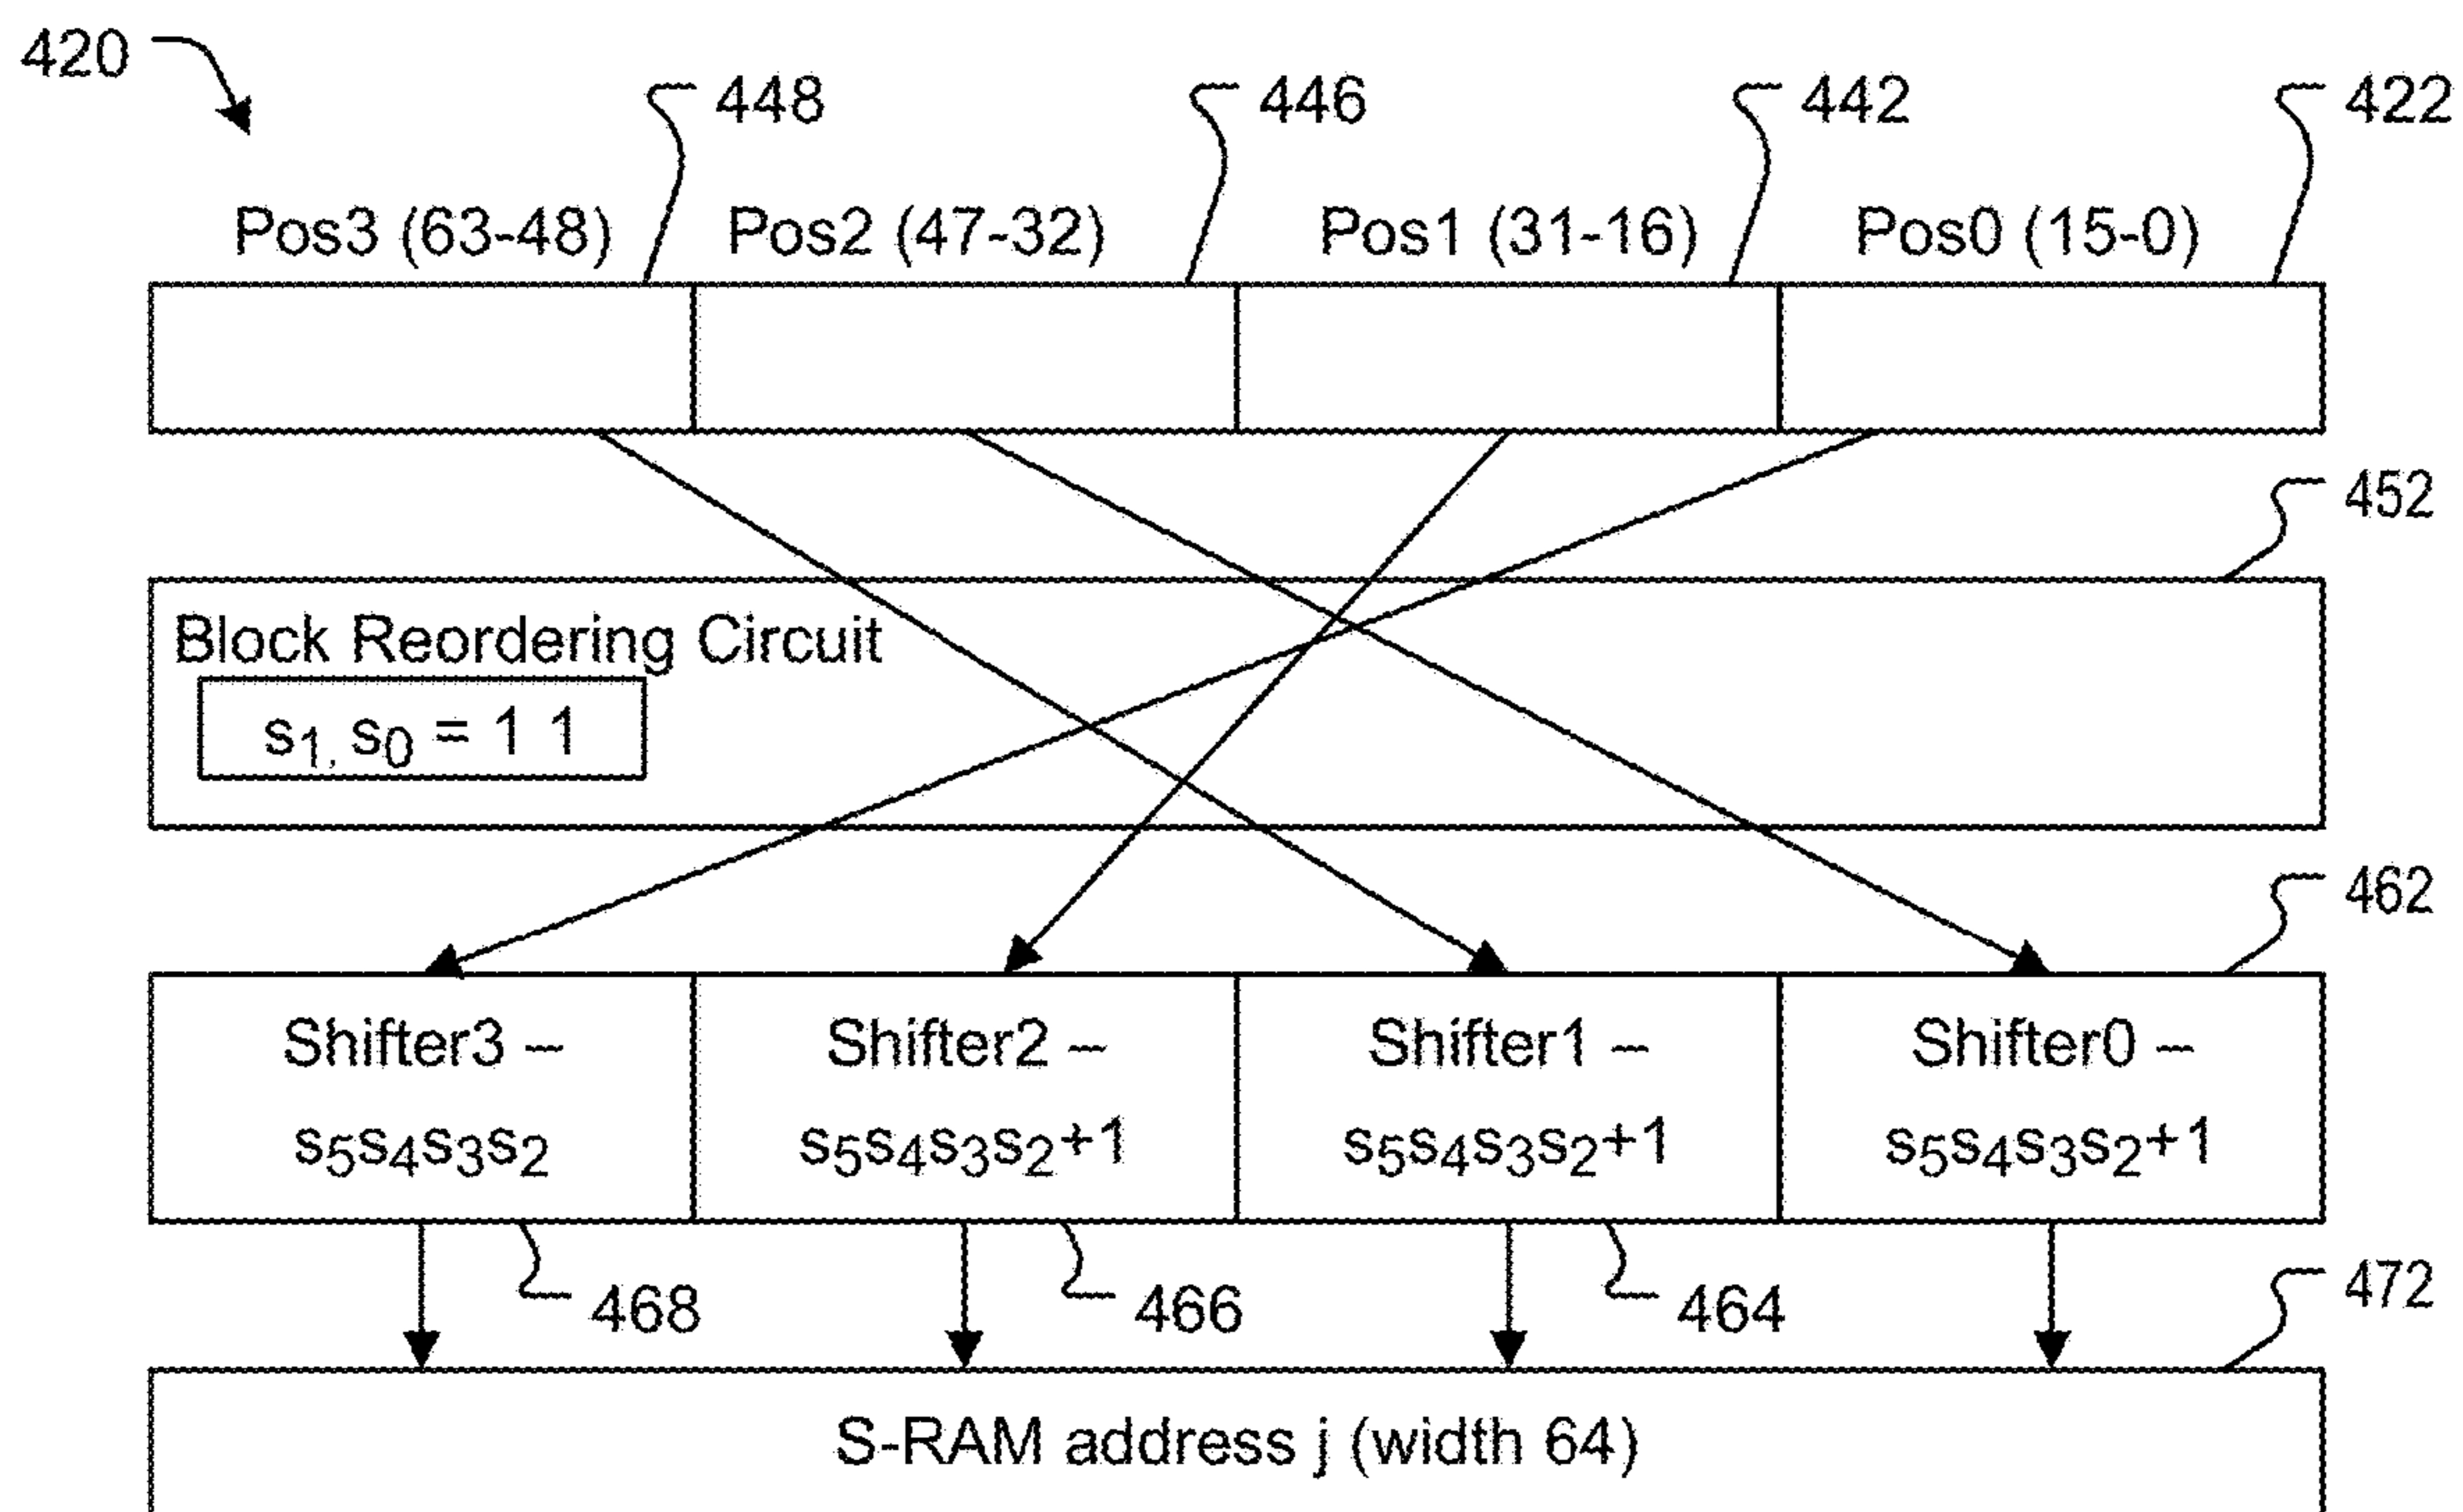 420
448 446 442 422
Pos3 (63-48) Pos2 (47-32) Pos1 (31-16) Pos0 (15-0)
452
Block Reordering Circuit
s₁, s₀ = 1 1
462
Shifter3 – Shifter2 – Shifter1 – Shifter0 –
s₅s₄s₃s₂ s₅s₄s₃s₂+1 s₅s₄s₃s₂+1 s₅s₄s₃s₂+1
468 466 464 472
S-RAM address j (width 64)